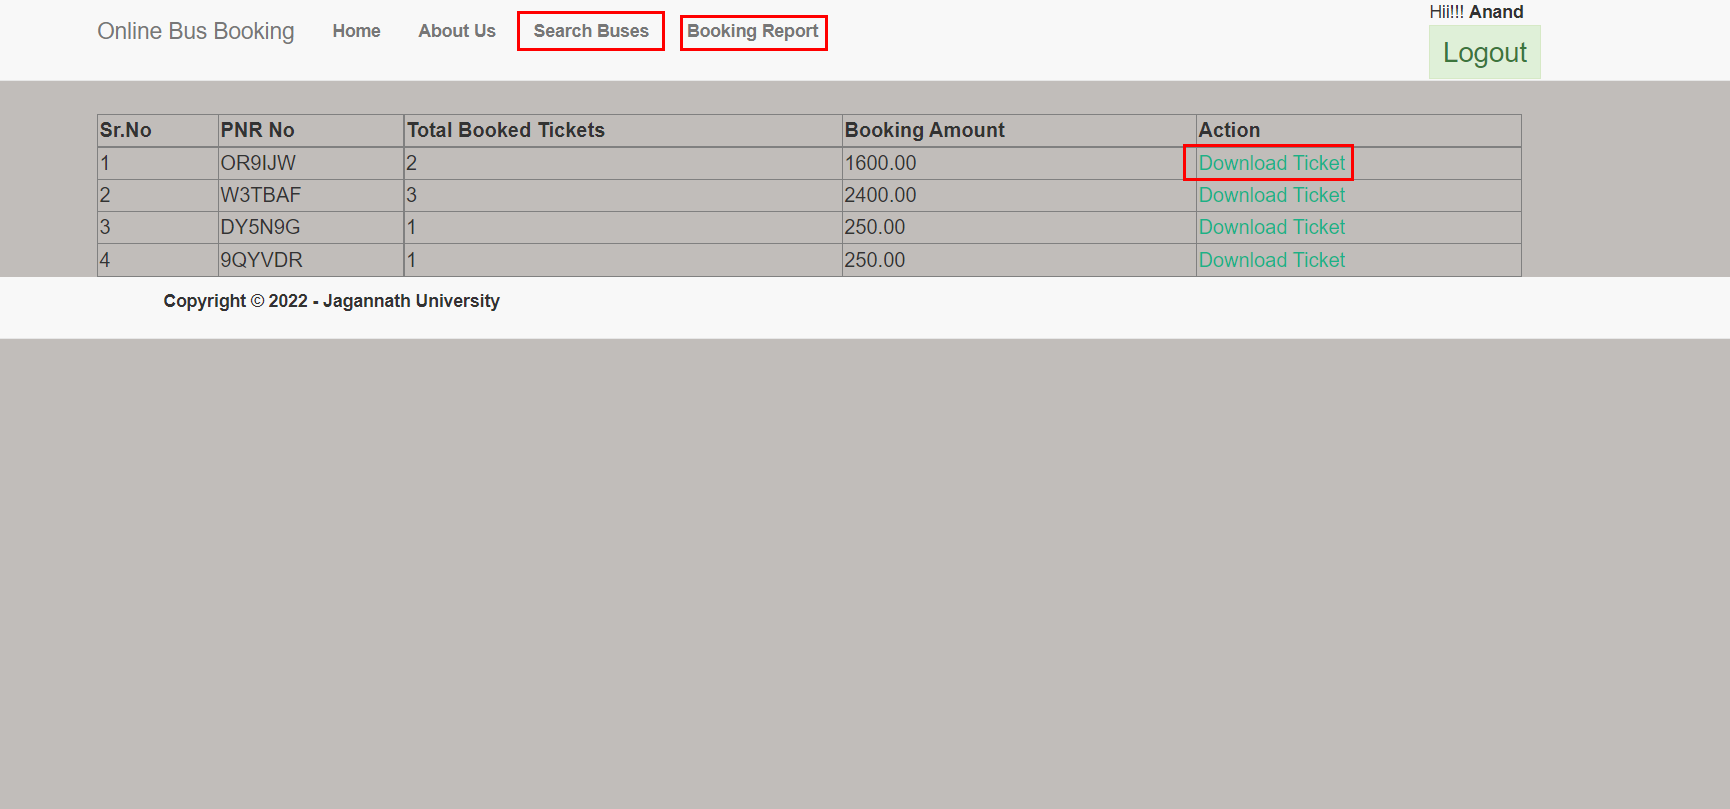 Online Bus Booking Home About Us Search Buses Booking Report Hii!!! Anand
Logout
Sr.No PNR No Total Booked Tickets Booking Amount Action
1 OR9IJW 2 1600.00 Download Ticket
2 W3TBAF 3 2400.00 Download Ticket
3 DY5N9G 1 250.00 Download Ticket
4 9QYVDR 1 250.00 Download Ticket
Copyright © 2022 - Jagannath University